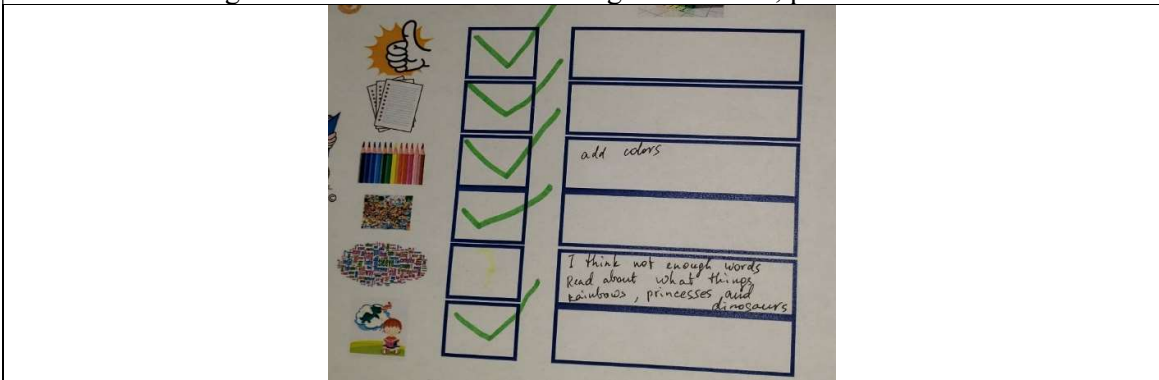 add colors
I think not enough words
Read about what things,
rainbows, princesses and
dinosaurs